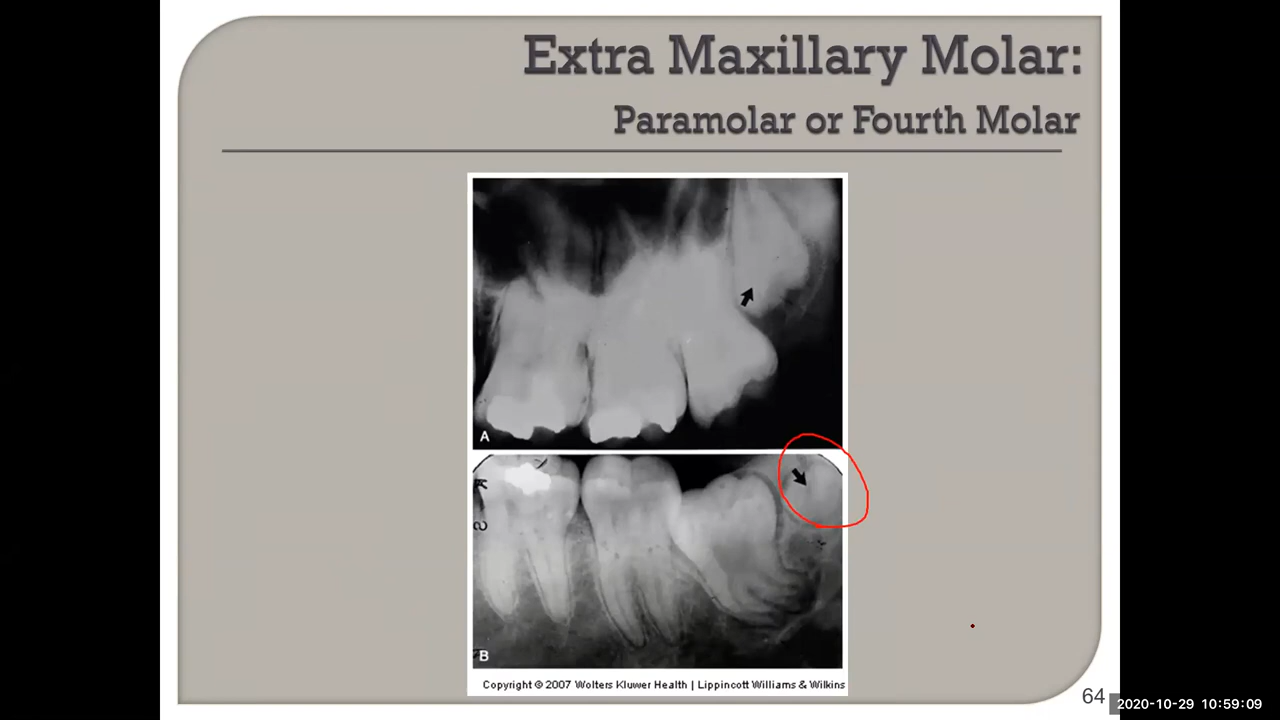 Extra Maxillary Molar:
Paramolar or Fourth Molar
A
B
Copyright © 2007 Wolters Kluwer Health | Lippincott Williams & Wilkins
64
2020-10-29 10:59:09